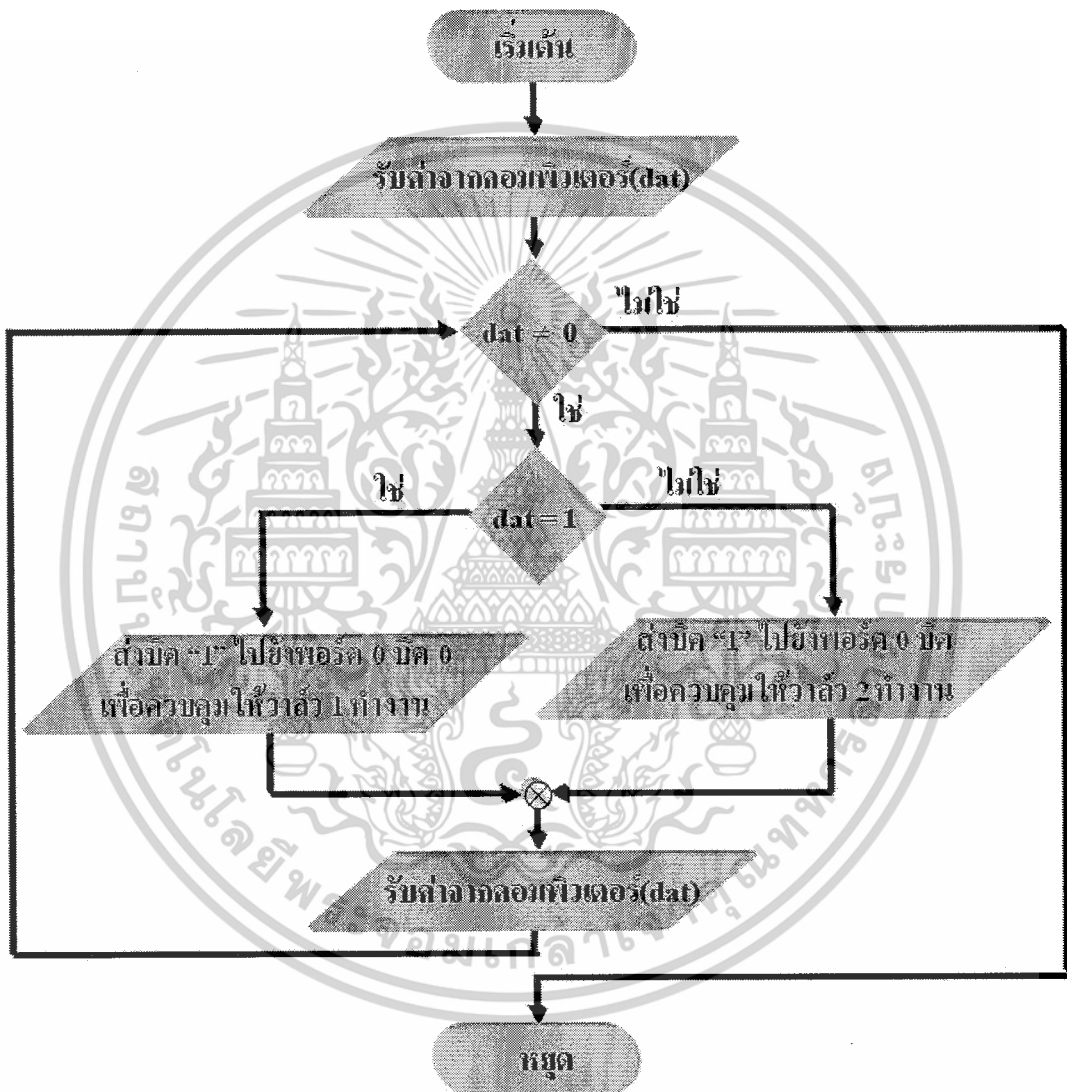 เริ่มต้น
รับค่าจากคอมพิวเตอร์(dat)
dat ≠ 0
ไม่ใช่
ใช่
dat = 1
ใช่
ไม่ใช่
ส่งบิต “1” ไปยังพอร์ต 0 บิต 0
เพื่อควบคุมให้วาล์ว 1 ทำงาน
ส่งบิต “1” ไปยังพอร์ต 0 บิต
เพื่อควบคุมให้วาล์ว 2 ทำงาน
รับค่าจากคอมพิวเตอร์(dat)
หยุด